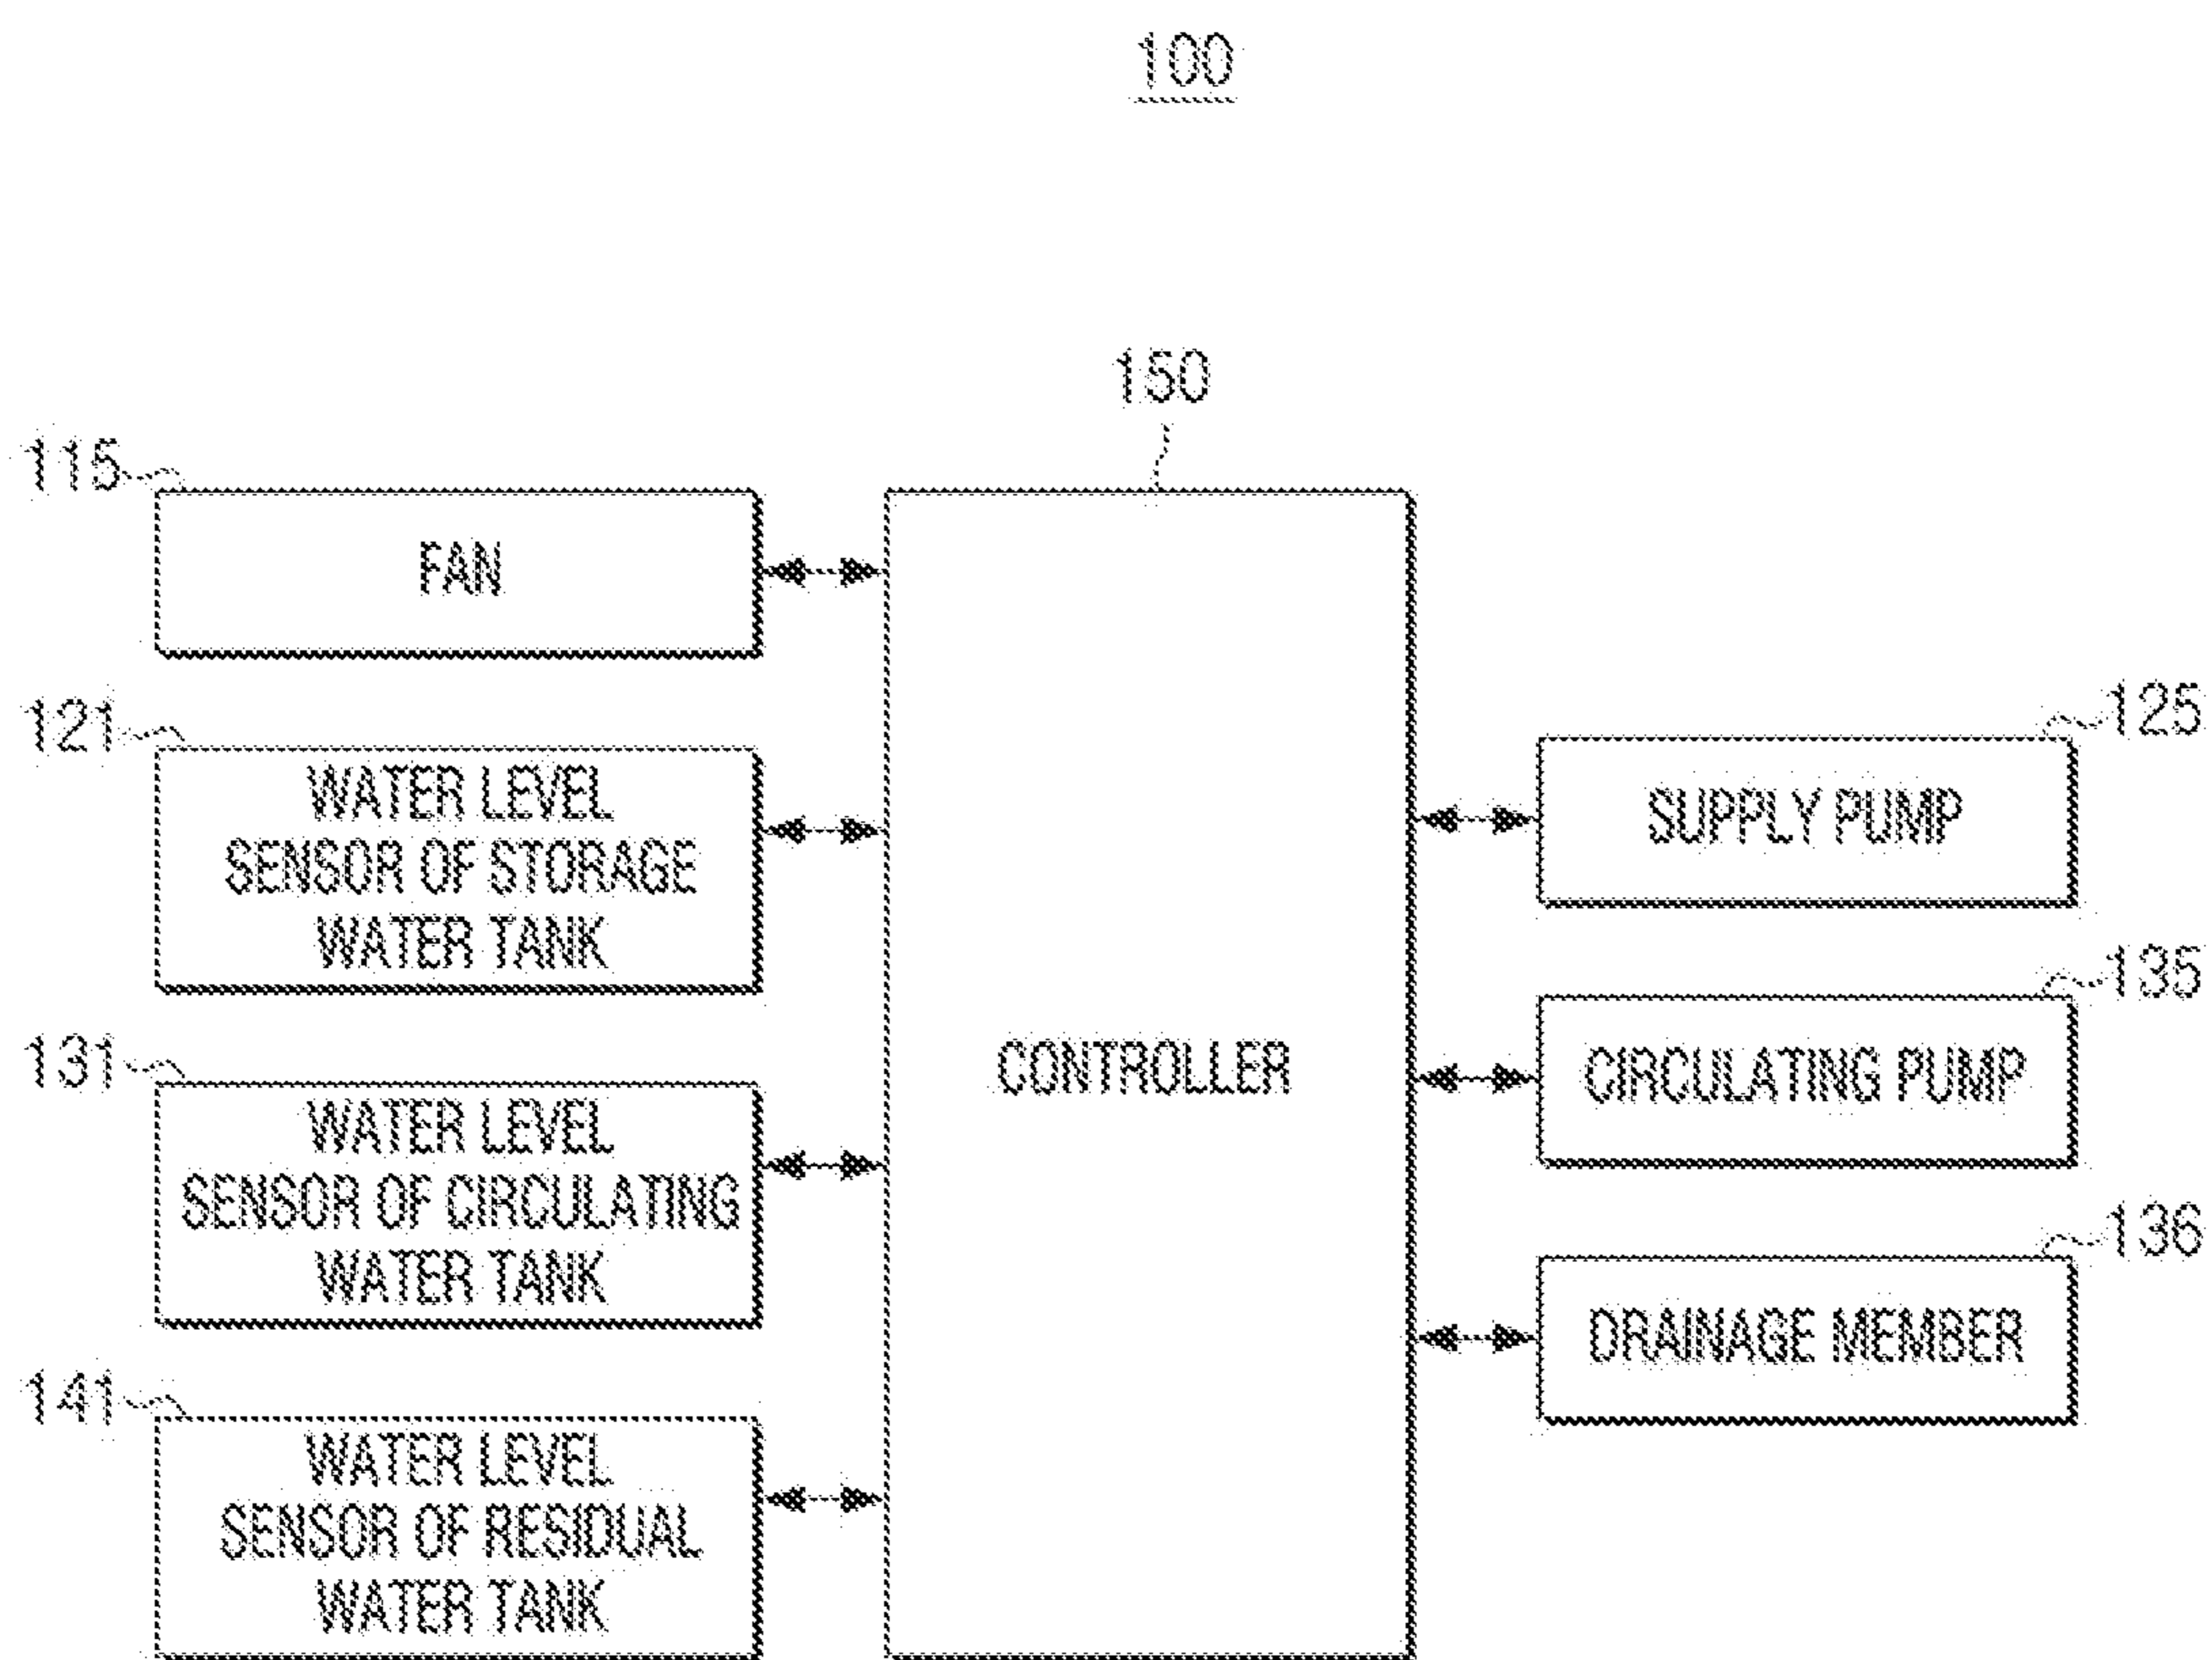 100
150
115
FAN
121
WATER LEVEL
SENSOR OF STORAGE
WATER TANK
131
WATER LEVEL
SENSOR OF CIRCULATING
WATER TANK
141
WATER LEVEL
SENSOR OF RESIDUAL
WATER TANK
CONTROLLER
125
SUPPLY PUMP
135
CIRCULATING PUMP
136
DRAINAGE MEMBER